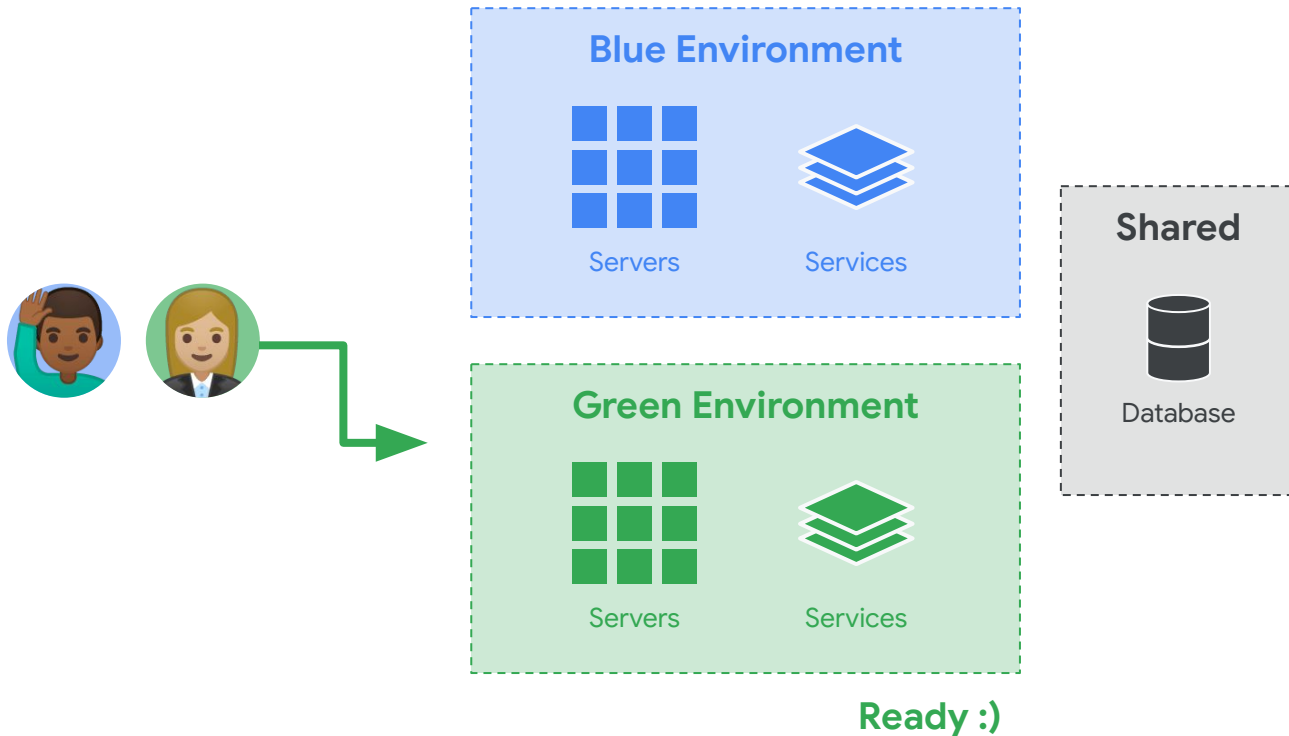 Blue Environment
Servers
Services
Shared
Database
Green Environment
Servers
Services
Ready :)